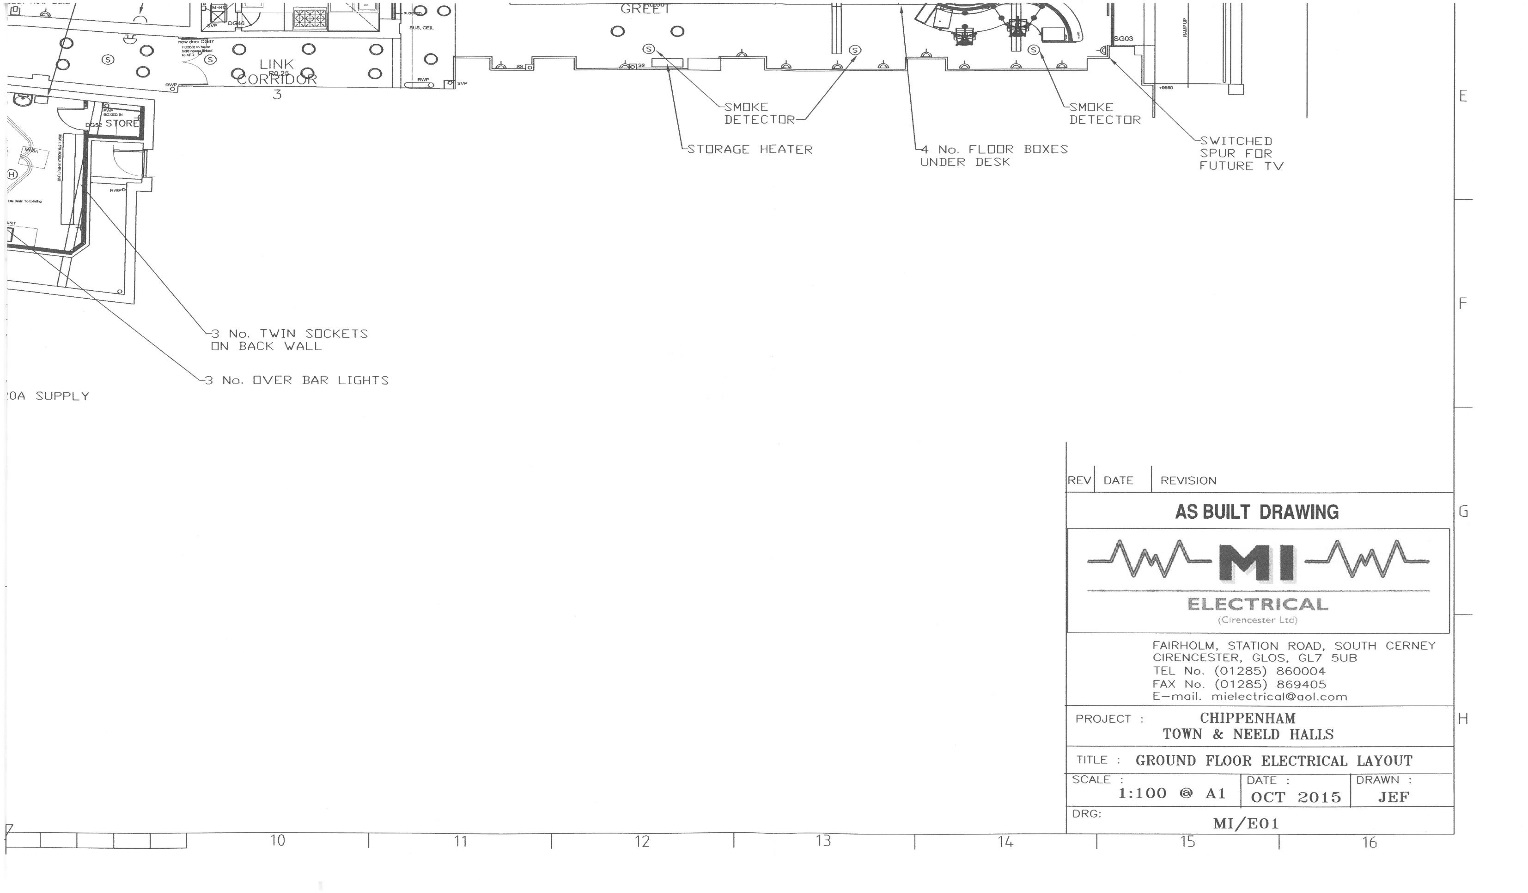 GREET
SG03
LINK
CORRIDOR
3
STORE
RWP
SVP
S
S
S
S
S
H
SMOKE
DETECTOR
STORAGE HEATER
4 No. FLOOR BOXES
UNDER DESK
SMOKE
DETECTOR
SWITCHED
SPUR FOR
FUTURE TV
3 No. TWIN SOCKETS
ON BACK WALL
3 No. OVER BAR LIGHTS
0A SUPPLY
E
F
G
H
REV DATE REVISION
AS BUILT DRAWING
MI
ELECTRICAL
(Cirencester Ltd)
FAIRHOLM, STATION ROAD, SOUTH CERNEY
CIRENCESTER, GLOS, GL7 5UB
TEL No. (01285) 860004
FAX No. (01285) 869405
E-mail. mielectrical@aol.com
PROJECT : CHIPPENHAM
TOWN & NEELD HALLS
TITLE : GROUND FLOOR ELECTRICAL LAYOUT
SCALE : 1:100 @ A1
DATE : OCT 2015
DRAWN : JEF
DRG: MI/E01
10 11 12 13 14 15 16